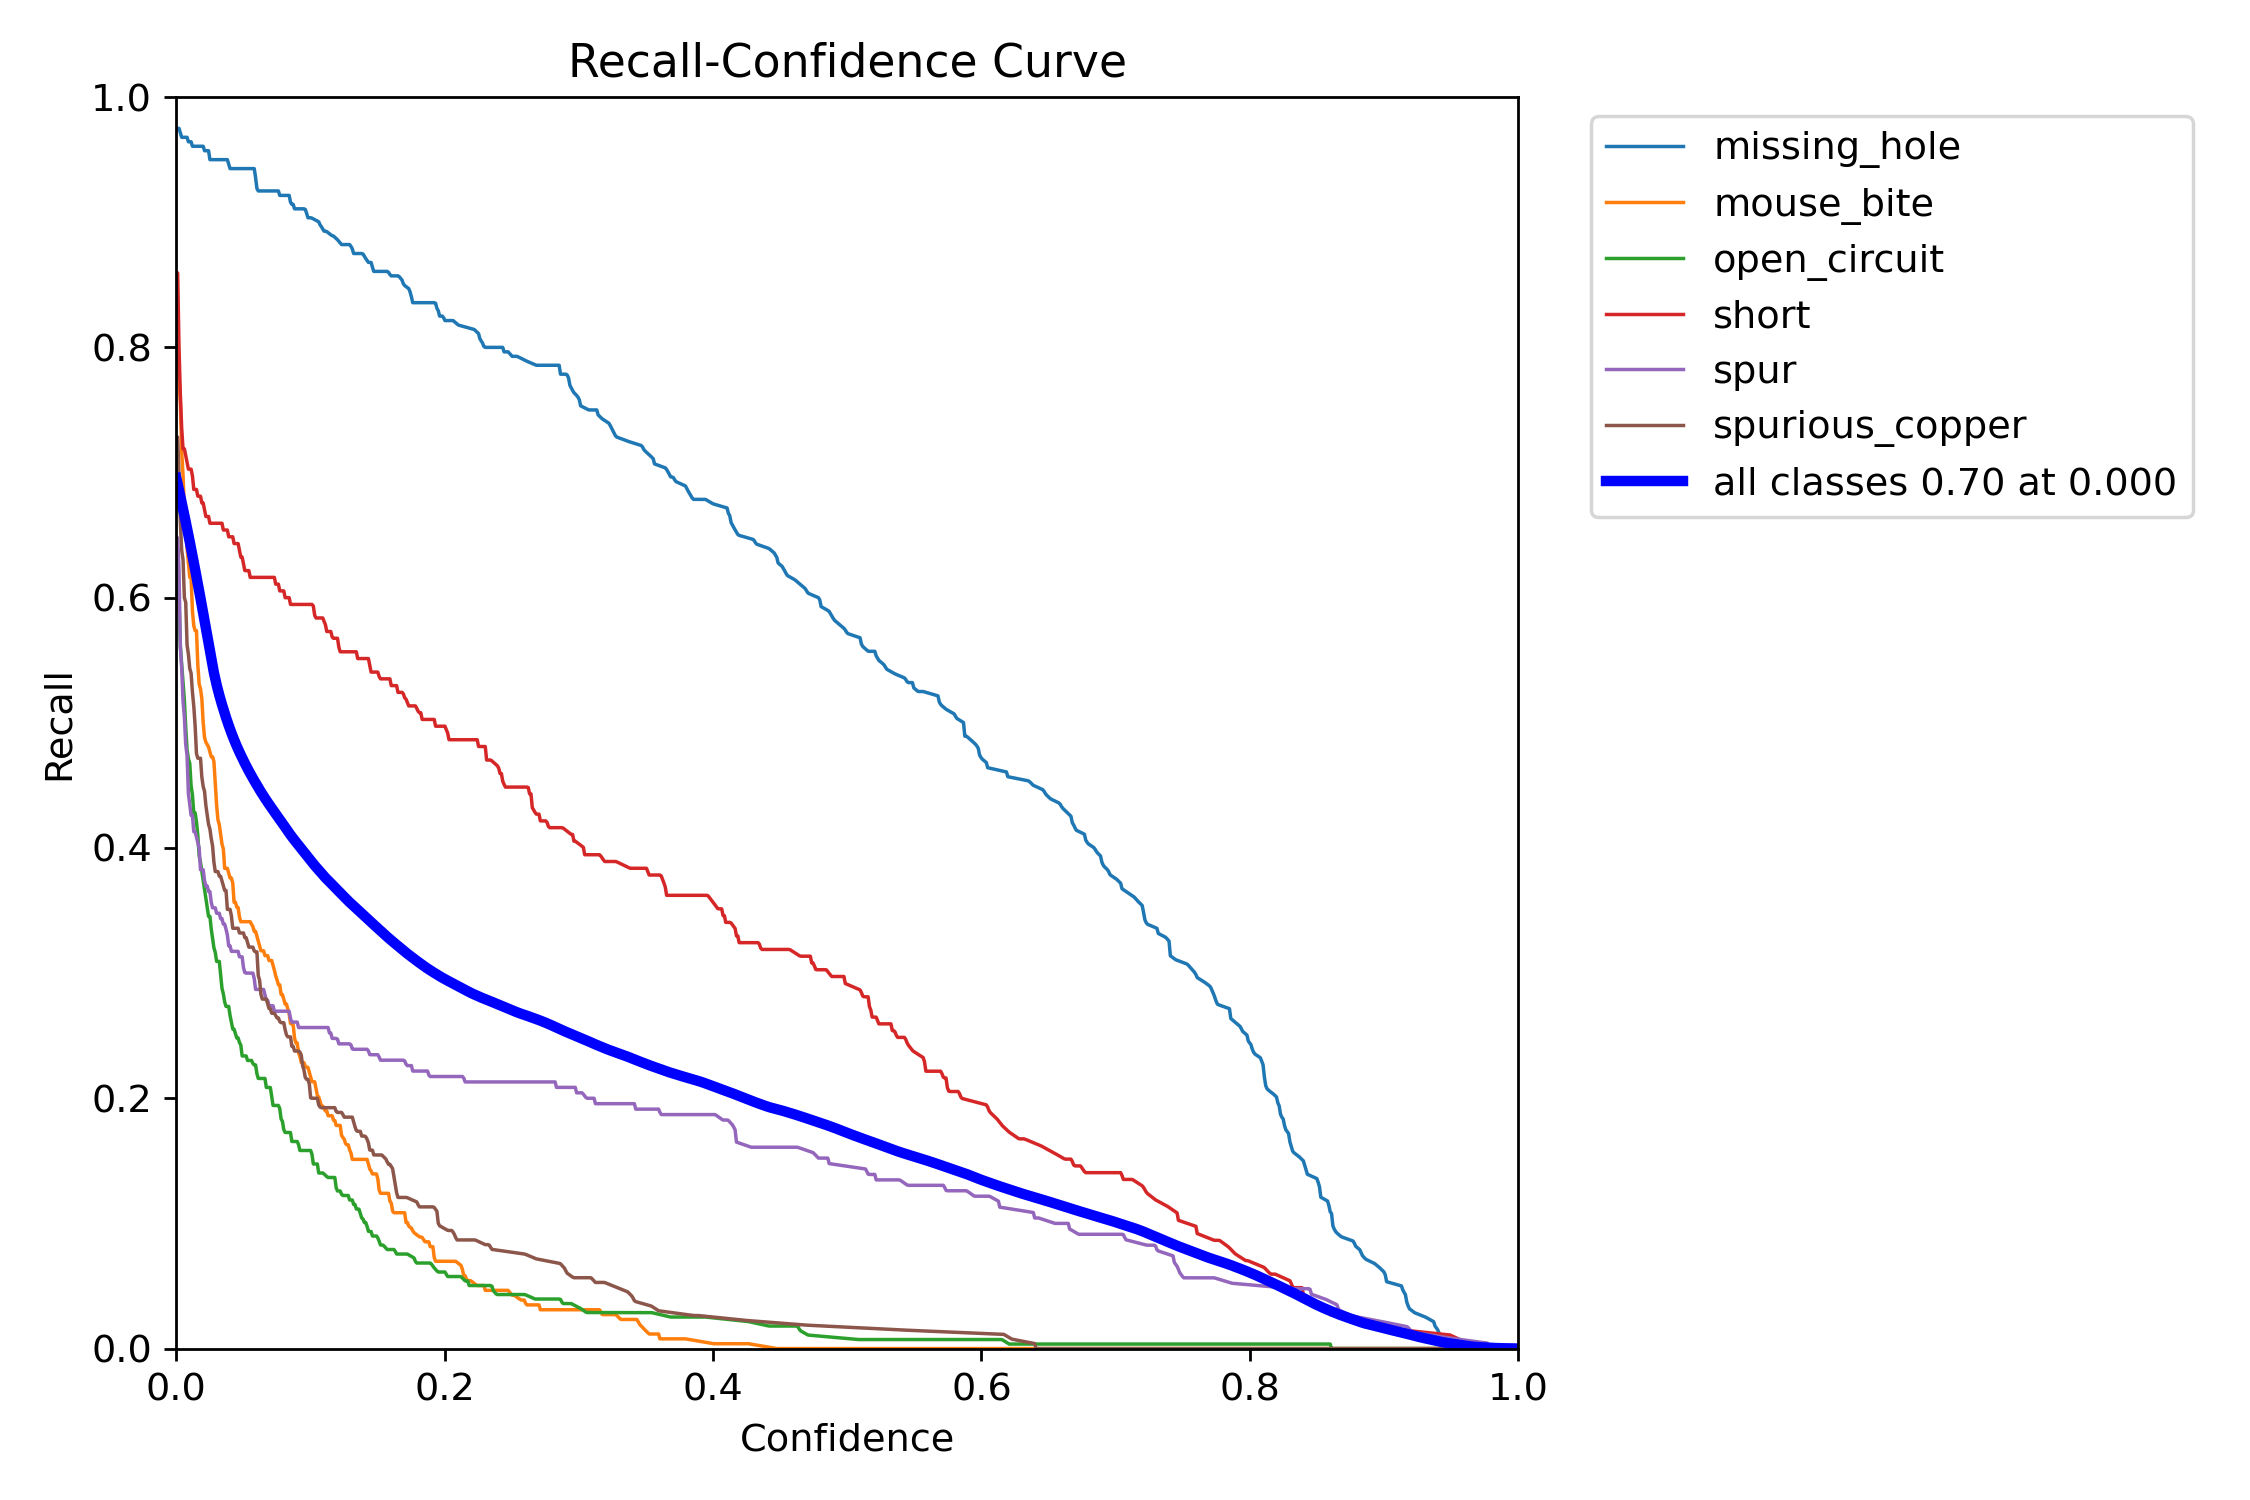 Recall-Confidence Curve
1.0
0.8
0.6
0.4
0.2
0.0
Recall
0.0 0.2 0.4 0.6 0.8 1.0
Confidence
missing_hole
mouse_bite
open_circuit
short
spur
spurious_copper
all classes 0.70 at 0.000